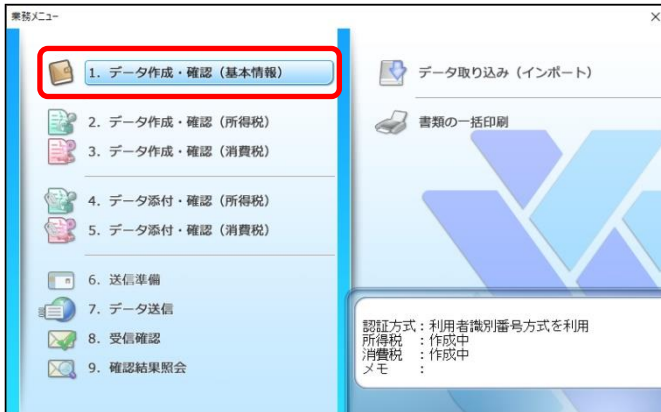 業務メニュー
1. データ作成・確認（基本情報）
2. データ作成・確認（所得税）
3. データ作成・確認（消費税）
4. データ添付・確認（所得税）
5. データ添付・確認（消費税）
6. 送信準備
7. データ送信
8. 受信確認
9. 確認結果照会
データ取り込み（インポート）
書類の一括印刷
認証方式：利用者識別番号方式を利用
所得税　：作成中
消費税　：作成中
メモ　　：